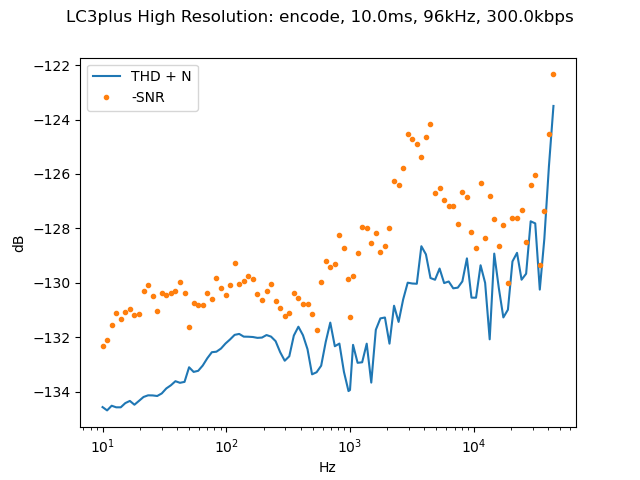 LC3plus High Resolution: encode, 10.0ms, 96kHz, 300.0kbps
THD + N
-SNR
dB
−122
−124
−126
−128
−130
−132
−134
10¹ 10² 10³ 10⁴
Hz